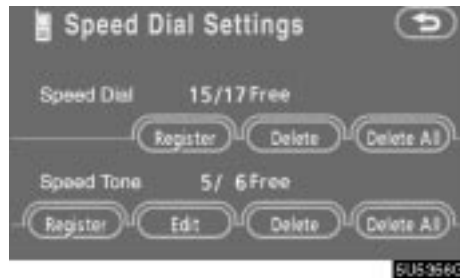 Speed Dial Settings
Speed Dial 15/17 Free
Register Delete Delete All
Speed Tone 5/ 6 Free
Register Edit Delete Delete All